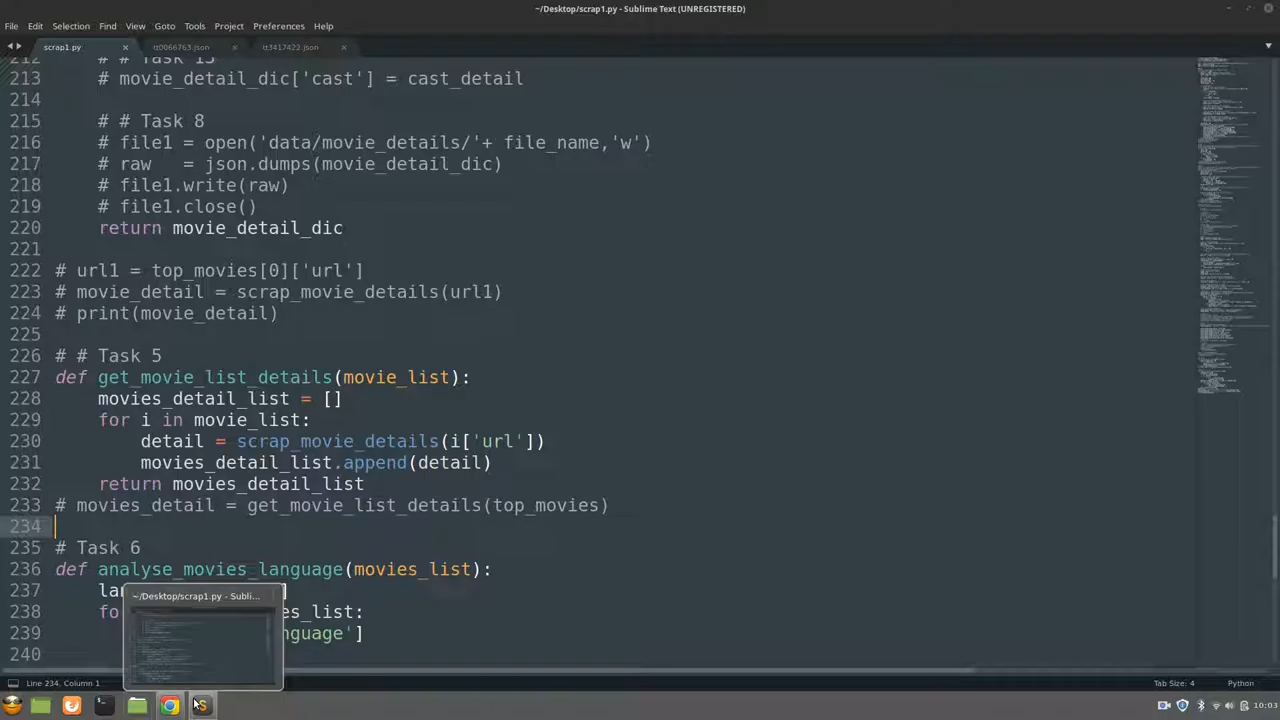 ~/Desktop/scrap1.py - Sublime Text (UNREGISTERED)
File Edit Selection Find View Goto Tools Project Preferences Help
scrap1.py tt0066763.json tt3417422.json
212 # # Task 13
213 # movie_detail_dic['cast'] = cast_detail
214
215 # # Task 8
216 # file1 = open('data/movie_details/'+ file_name,'w')
217 # raw   = json.dumps(movie_detail_dic)
218 # file1.write(raw)
219 # file1.close()
220 return movie_detail_dic
221
222 # url1 = top_movies[0]['url']
223 # movie_detail = scrap_movie_details(url1)
224 # print(movie_detail)
225
226 # # Task 5
227 def get_movie_list_details(movie_list):
228 movies_detail_list = []
229 for i in movie_list:
230 detail = scrap_movie_details(i['url'])
231 movies_detail_list.append(detail)
232 return movies_detail_list
233 # movies_detail = get_movie_list_details(top_movies)
234
235 # Task 6
236 def analyse_movies_language(movies_list):
237 lan ]
~/Desktop/scrap1.py - Subli...
238 fo es_list:
239 nguage']
240
Line 234, Column 1 Tab Size: 4 Python
10:03